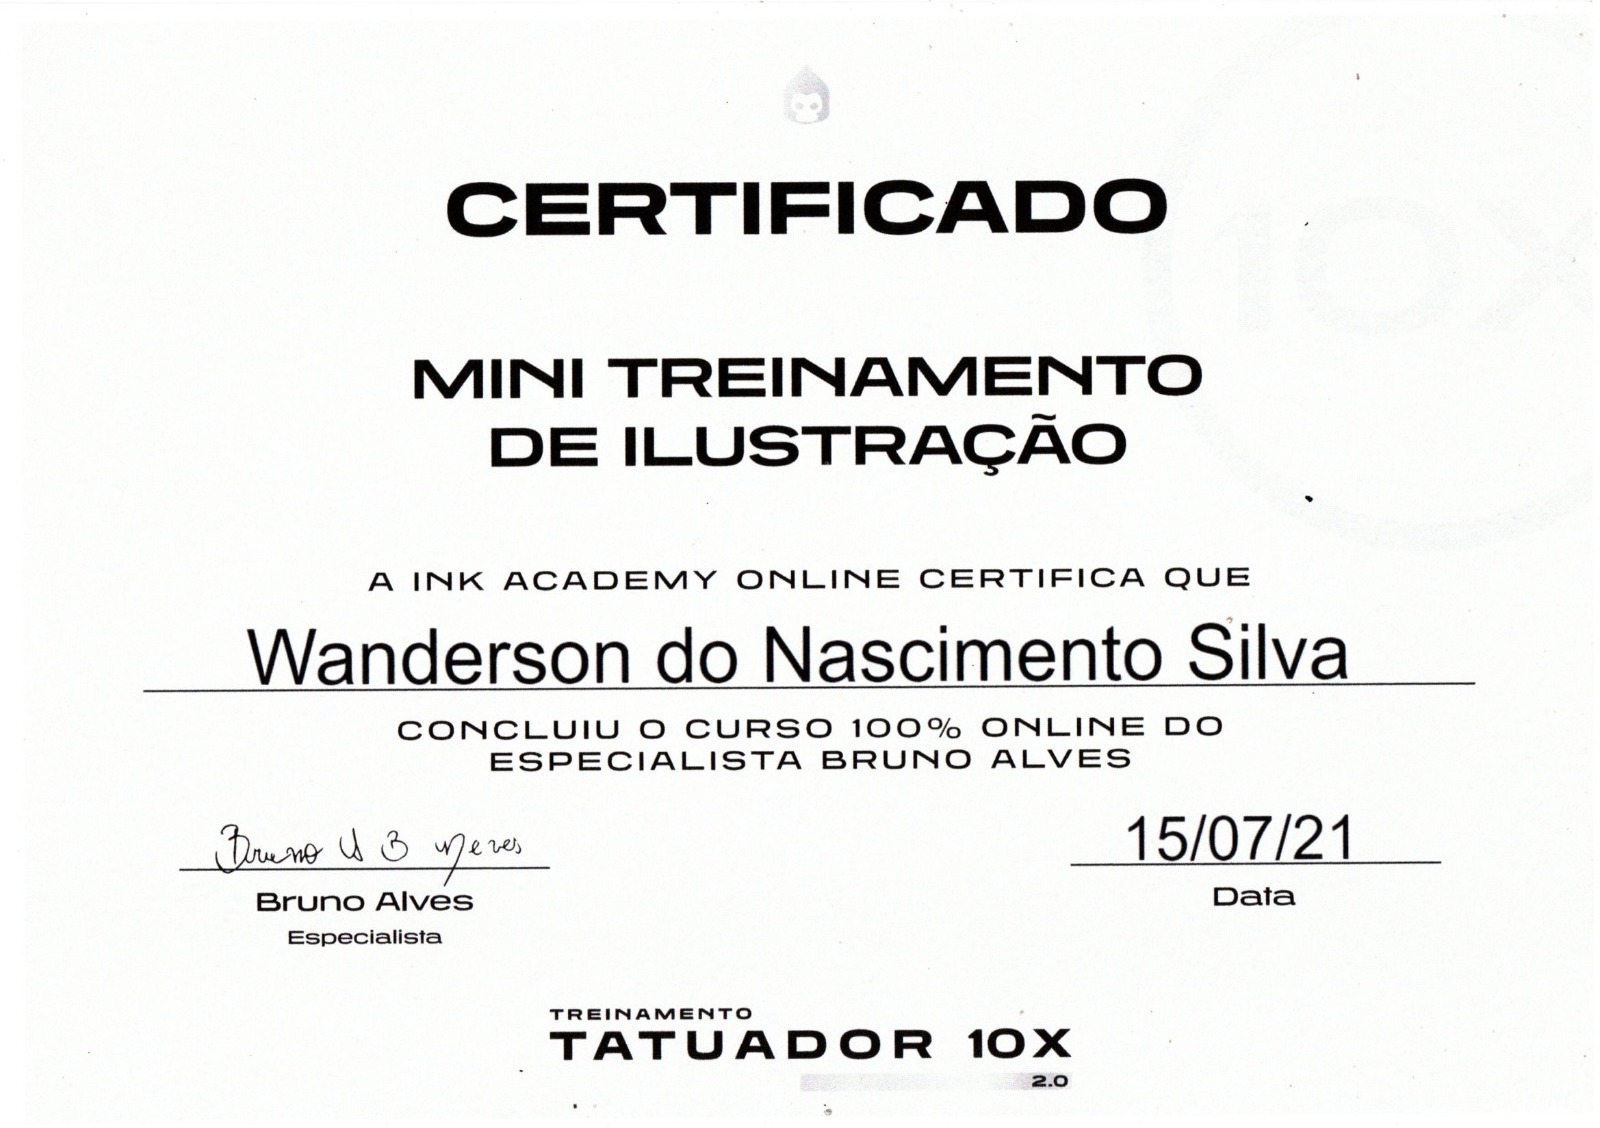 10X
CERTIFICADO
MINI TREINAMENTO
DE ILUSTRAÇÃO
A INK ACADEMY ONLINE CERTIFICA QUE
Wanderson do Nascimento Silva
CONCLUIU O CURSO 100% ONLINE DO
ESPECIALISTA BRUNO ALVES
Bruno
15/07/21
Bruno Alves
Data
Especialista
TREINAMENTO
TATUADOR 10X
2.0